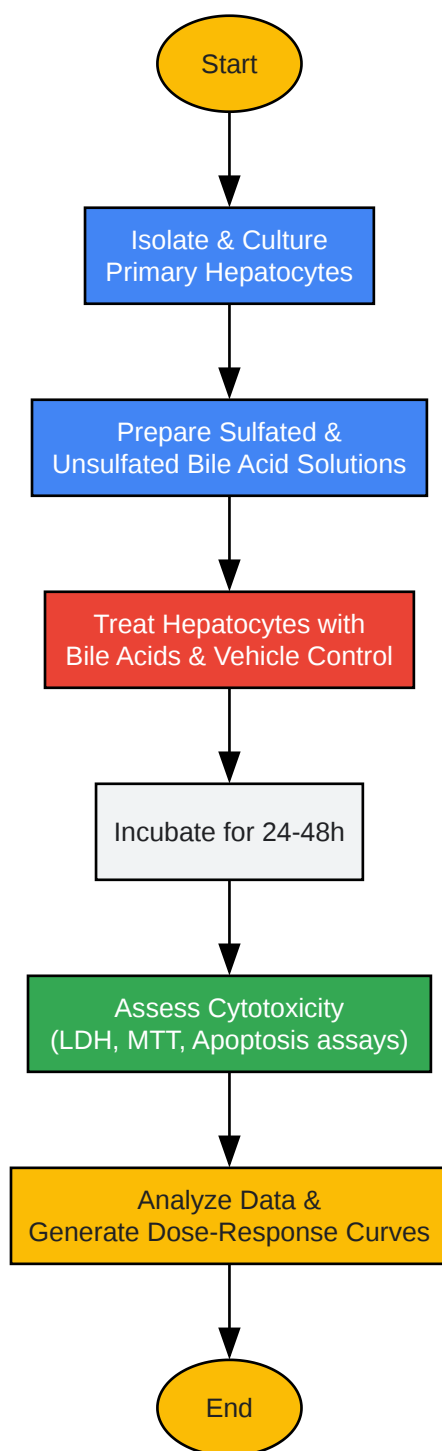 Start
Isolate & Culture
Primary Hepatocytes
Prepare Sulfated &
Unsulfated Bile Acid Solutions
Treat Hepatocytes with
Bile Acids & Vehicle Control
Incubate for 24-48h
Assess Cytotoxicity
(LDH, MTT, Apoptosis assays)
Analyze Data &
Generate Dose-Response Curves
End